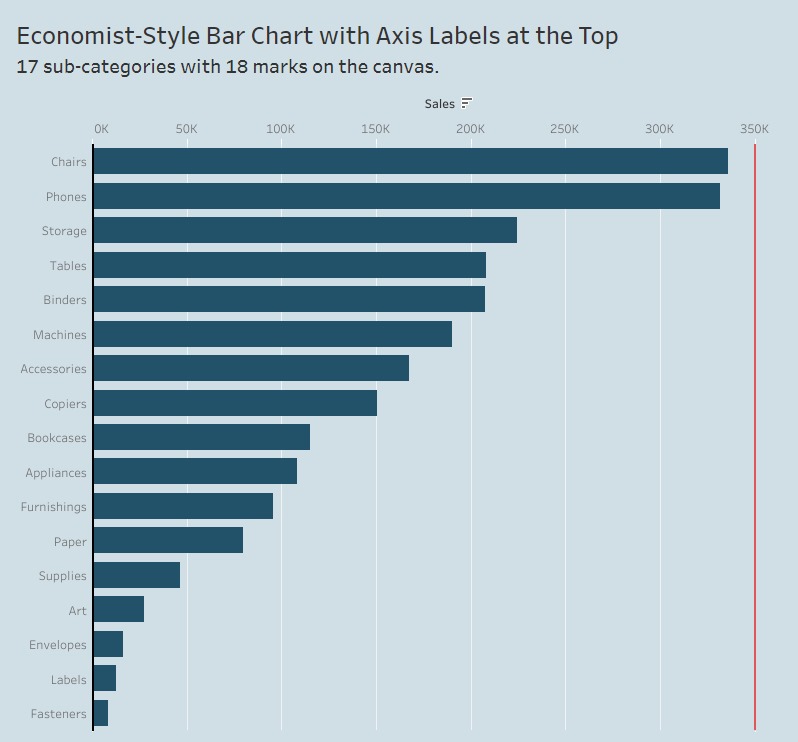 Economist-Style Bar Chart with Axis Labels at the Top
17 sub-categories with 18 marks on the canvas.
Sales
0K 50K 100K 150K 200K 250K 300K 350K
Chairs
Phones
Storage
Tables
Binders
Machines
Accessories
Copiers
Bookcases
Appliances
Furnishings
Paper
Supplies
Art
Envelopes
Labels
Fasteners